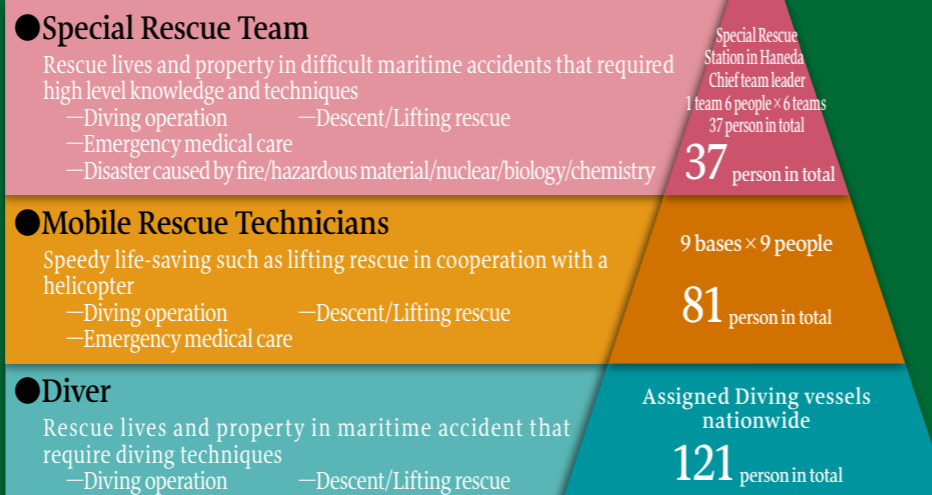 ●Special Rescue Team
Rescue lives and property in difficult maritime accidents that required
high level knowledge and techniques
—Diving operation —Descent/Lifting rescue
—Emergency medical care
—Disaster caused by fire/hazardous material/nuclear/biology/chemistry
Special Rescue
Station in Haneda
Chief team leader
1 team 6 people×6 teams
37 person in total
37 person in total
●Mobile Rescue Technicians
Speedy life-saving such as lifting rescue in cooperation with a
helicopter
—Diving operation —Descent/Lifting rescue
—Emergency medical care
9 bases×9 people
81 person in total
●Diver
Rescue lives and property in maritime accident that
require diving techniques
—Diving operation —Descent/Lifting rescue
Assigned Diving vessels
nationwide
121 person in total